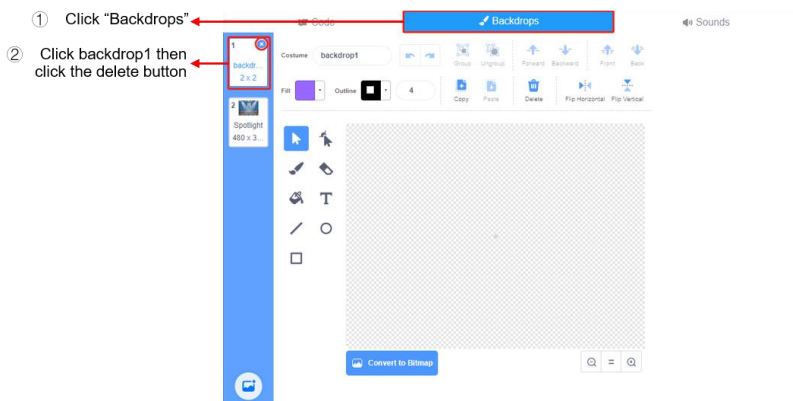 ① Click “Backdrops”
Code
Backdrops
Sounds
② Click backdrop1 then
click the delete button
1
backdr...
2 x 2
2
Spotlight
480 x 3...
Costume
backdrop1
Group
Ungroup
Forward
Backward
Front
Back
Fill
Outline
4
Copy
Paste
Delete
Flip Horizontal
Flip Vertical
T
Convert to Bitmap
=